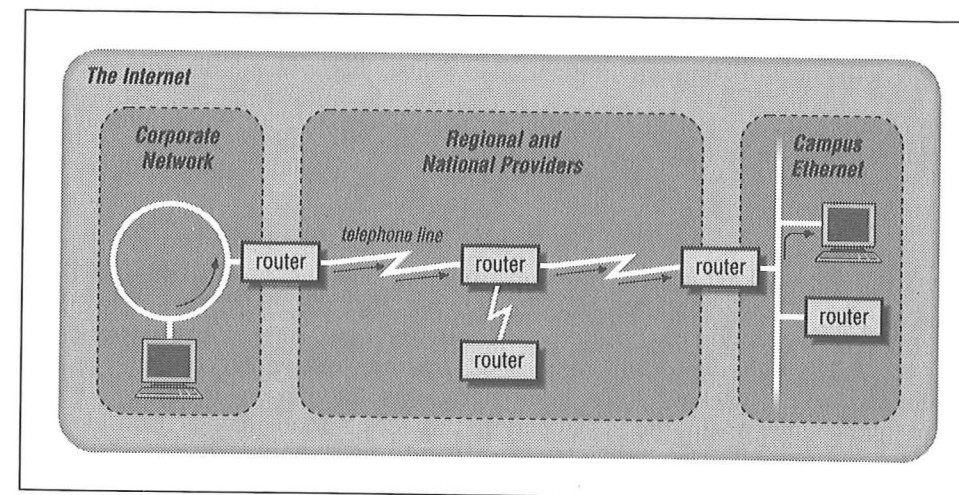 The Internet
Corporate
Network
Regional and
National Providers
Campus
Ethernet
telephone line
router
router
router
router
router